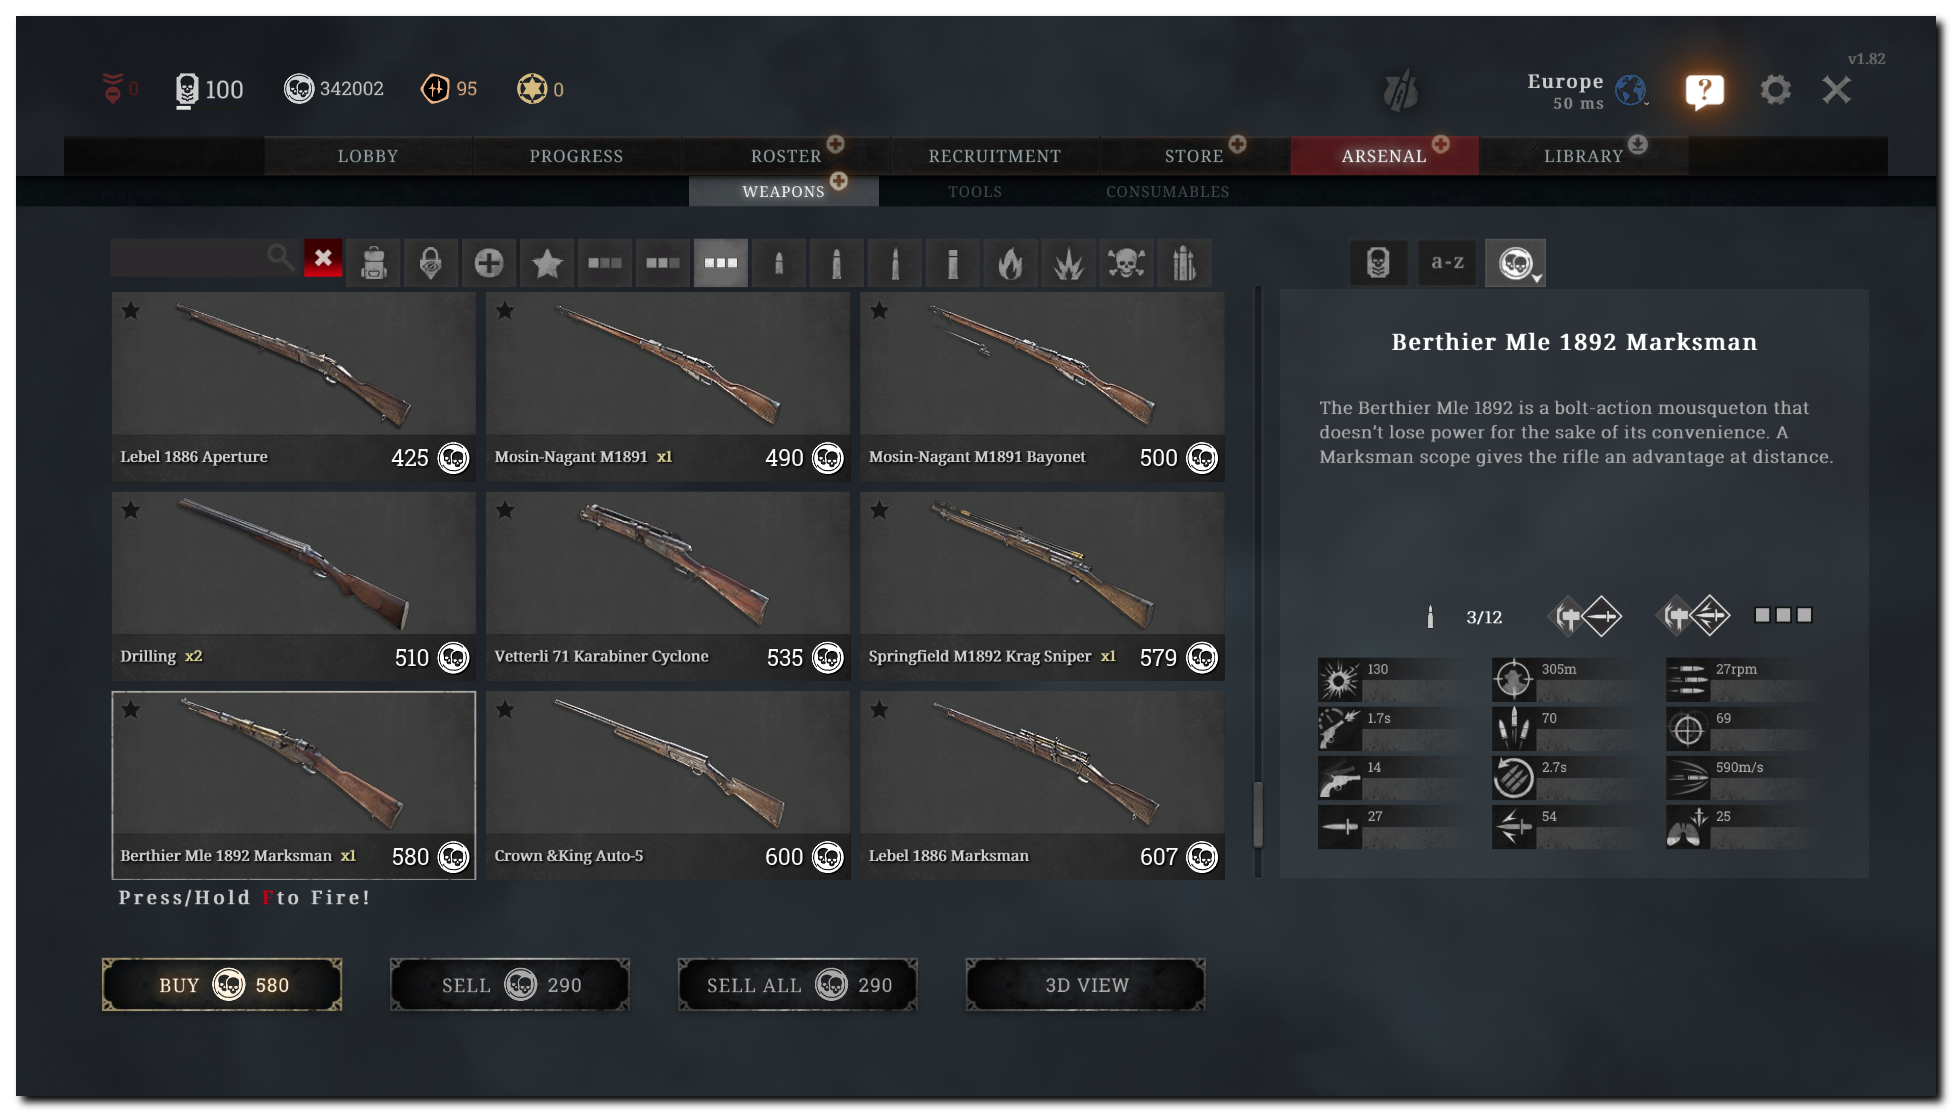 v1.82
0
100
342002
95
0
Europe
50 ms
?
LOBBY
PROGRESS
ROSTER
RECRUITMENT
STORE
ARSENAL
LIBRARY
WEAPONS
TOOLS
CONSUMABLES
a-z
Lebel 1886 Aperture 425
Mosin-Nagant M1891 x1 490
Mosin-Nagant M1891 Bayonet 500
Drilling x2 510
Vetterli 71 Karabiner Cyclone 535
Springfield M1892 Krag Sniper x1 579
Berthier Mle 1892 Marksman x1 580
Crown &King Auto-5 600
Lebel 1886 Marksman 607
Press/Hold F to Fire!
BUY 580
SELL 290
SELL ALL 290
3D VIEW
Berthier Mle 1892 Marksman
The Berthier Mle 1892 is a bolt-action mousqueton that
doesn't lose power for the sake of its convenience. A
Marksman scope gives the rifle an advantage at distance.
3/12
130
305m
27rpm
1.7s
70
69
14
2.7s
590m/s
27
54
25